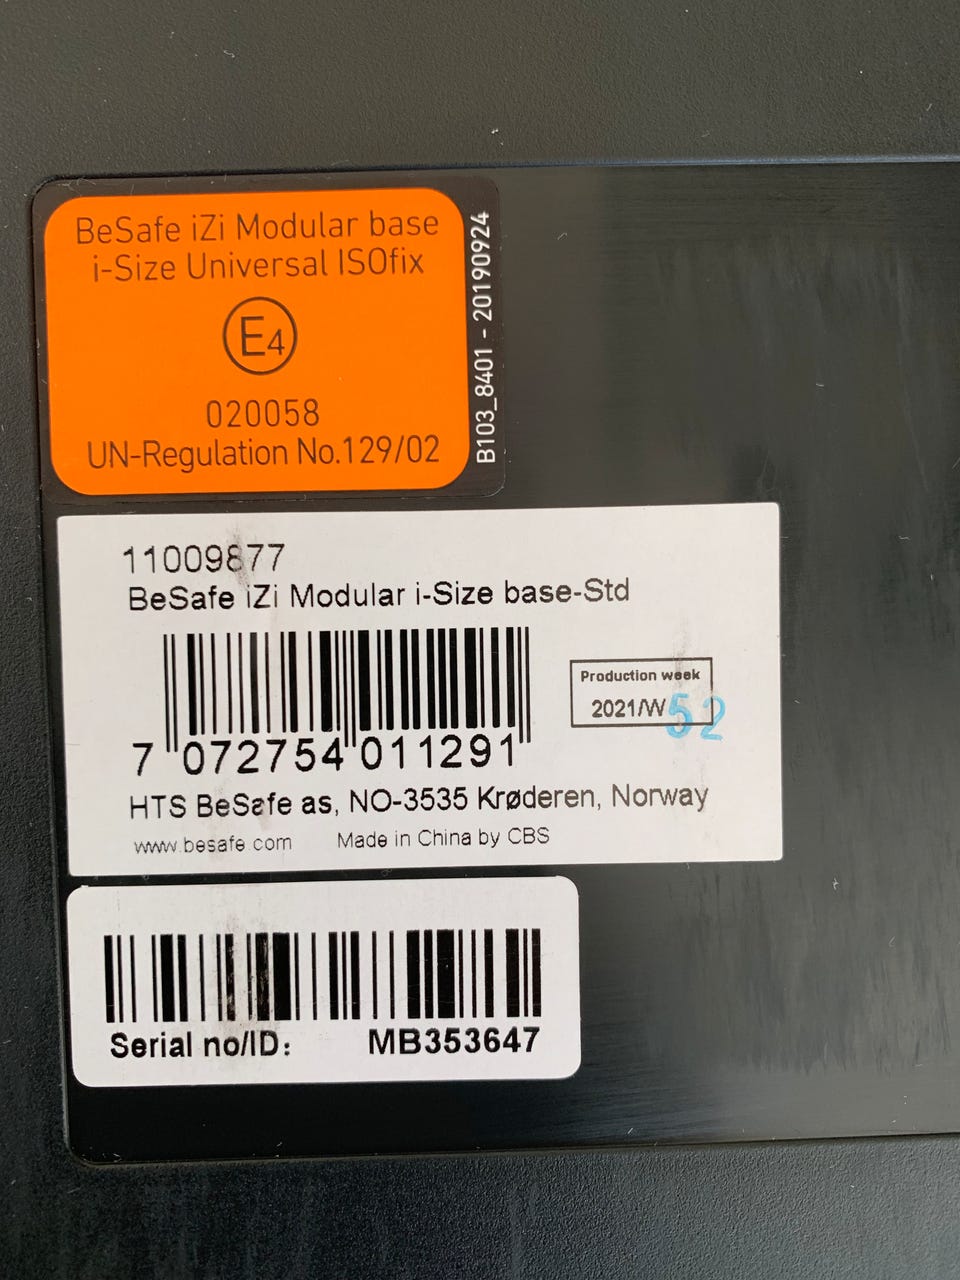 BeSafe iZi Modular base
i-Size Universal ISOfix
E4
020058
UN-Regulation No.129/02
B103_8401 - 20190924
11009877
BeSafe iZi Modular i-Size base-Std
Production week
2021/W52
7 072754 011291
HTS BeSafe as, NO-3535 Krøderen, Norway
www.besafe.com Made in China by CBS
Serial no/ID: MB353647